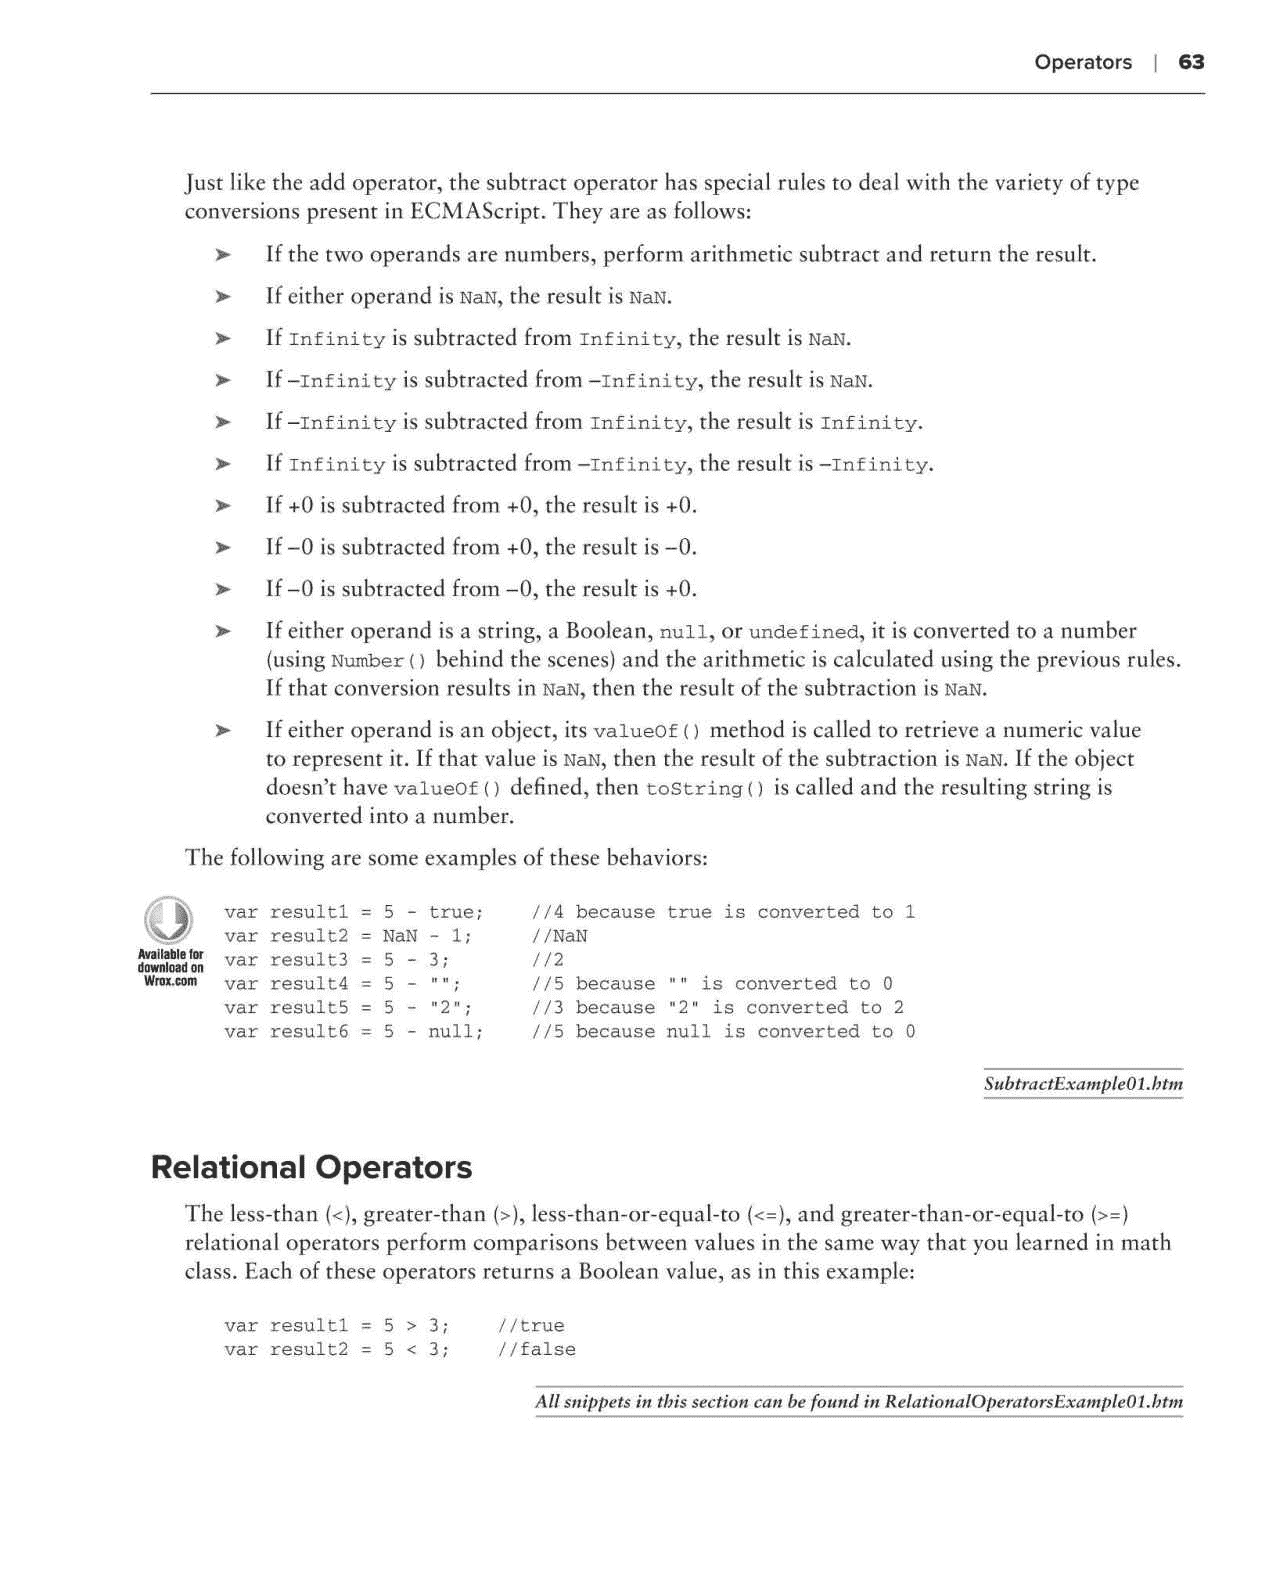 Operators | 63
Just like the add operator, the subtract operator has special rules to deal with the variety of type
conversions present in ECMAScript. They are as follows:
➤ If the two operands are numbers, perform arithmetic subtract and return the result.
➤ If either operand is NaN, the result is NaN.
➤ If Infinity is subtracted from Infinity, the result is NaN.
➤ If –Infinity is subtracted from –Infinity, the result is NaN.
➤ If –Infinity is subtracted from Infinity, the result is Infinity.
➤ If Infinity is subtracted from –Infinity, the result is –Infinity.
➤ If +0 is subtracted from +0, the result is +0.
➤ If –0 is subtracted from +0, the result is –0.
➤ If –0 is subtracted from –0, the result is +0.
➤ If either operand is a string, a Boolean, null, or undefined, it is converted to a number
(using Number() behind the scenes) and the arithmetic is calculated using the previous rules.
If that conversion results in NaN, then the result of the subtraction is NaN.
➤ If either operand is an object, its valueOf() method is called to retrieve a numeric value
to represent it. If that value is NaN, then the result of the subtraction is NaN. If the object
doesn't have valueOf() defined, then toString() is called and the resulting string is
converted into a number.
The following are some examples of these behaviors:
Available for
download on
Wrox.com
var result1 = 5 - true; //4 because true is converted to 1
var result2 = NaN - 1; //NaN
var result3 = 5 - 3; //2
var result4 = 5 - ""; //5 because "" is converted to 0
var result5 = 5 - "2"; //3 because "2" is converted to 2
var result6 = 5 - null; //5 because null is converted to 0
SubtractExample01.htm
Relational Operators
The less-than (<), greater-than (>), less-than-or-equal-to (<=), and greater-than-or-equal-to (>=)
relational operators perform comparisons between values in the same way that you learned in math
class. Each of these operators returns a Boolean value, as in this example:
var result1 = 5 > 3; //true
var result2 = 5 < 3; //false
All snippets in this section can be found in RelationalOperatorsExample01.htm